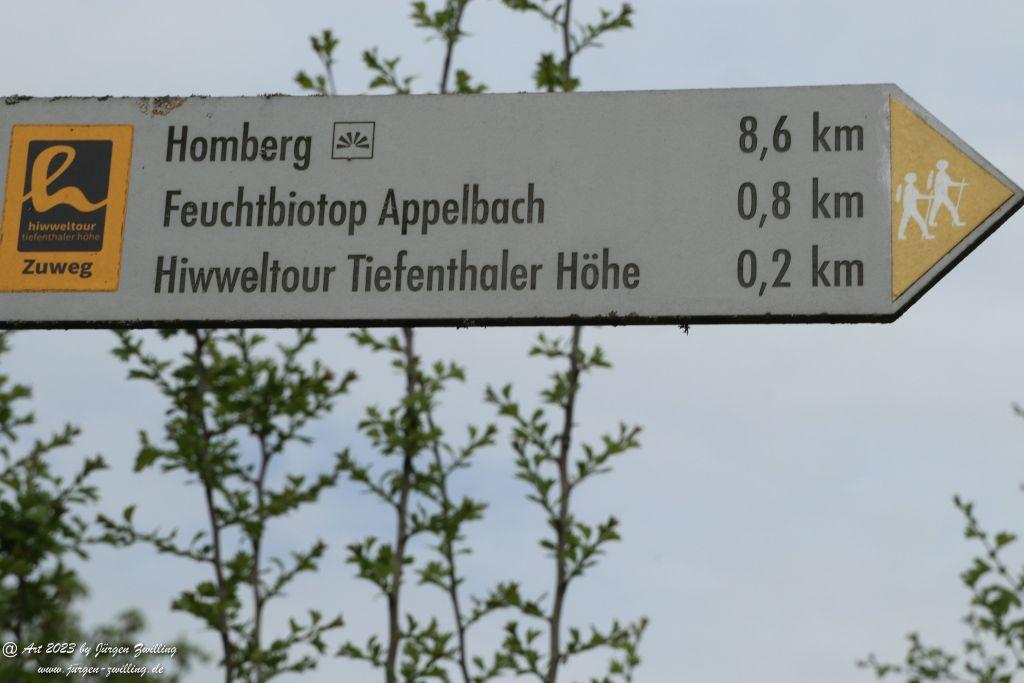 hiwweltour
tiefenthaler höhe
Zuweg
Homberg 8,6 km
Feuchtbiotop Appelbach 0,8 km
Hiwweltour Tiefenthaler Höhe 0,2 km
@ Art 2023 by Jürgen Zwilling
www.jürgen-zwilling.de